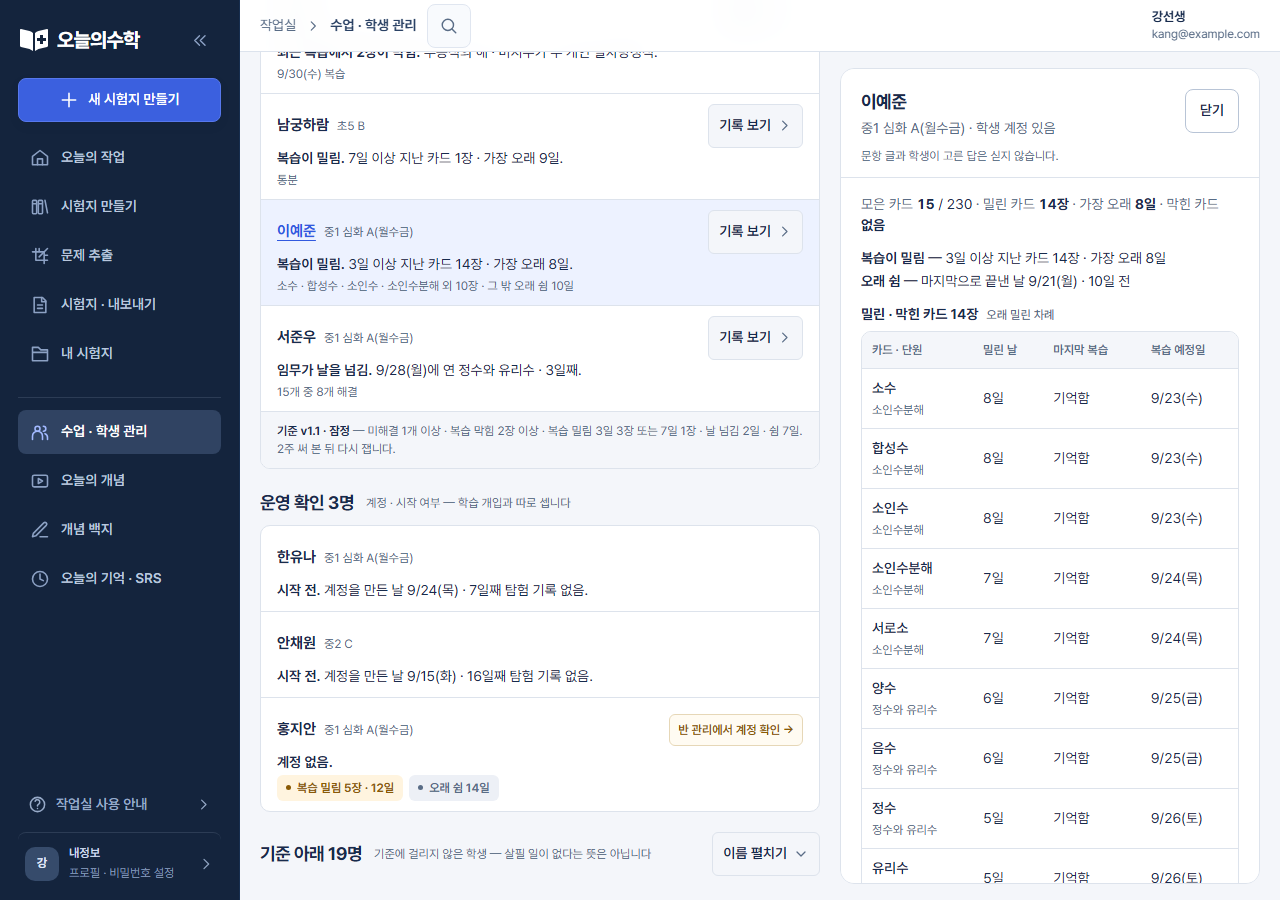 오늘의수학
새 시험지 만들기
오늘의 작업
시험지 만들기
문제 추출
시험지 · 내보내기
내 시험지
수업 · 학생 관리
오늘의 개념
개념 백지
오늘의 기억 · SRS
작업실 사용 안내
강
내정보
프로필 · 비밀번호 설정
작업실
수업 · 학생 관리
강선생
kang@example.com
9/30(수) 복습
남궁하람 초5 B
기록 보기
복습이 밀림. 7일 이상 지난 카드 1장 · 가장 오래 9일.
통분
이예준 중1 심화 A(월수금)
기록 보기
복습이 밀림. 3일 이상 지난 카드 14장 · 가장 오래 8일.
소수 · 합성수 · 소인수 · 소인수분해 외 10장 · 그 밖 오래 쉼 10일
서준우 중1 심화 A(월수금)
기록 보기
임무가 날을 넘김. 9/28(월)에 연 정수와 유리수 · 3일째.
15개 중 8개 해결
기준 v1.1 · 잠정 — 미해결 1개 이상 · 복습 막힘 2장 이상 · 복습 밀림 3일 3장 또는 7일 1장 · 날 넘김 2일 · 쉼 7일.
2주 써 본 뒤 다시 잽니다.
운영 확인 3명 계정 · 시작 여부 — 학습 개입과 따로 셉니다
한유나 중1 심화 A(월수금)
시작 전. 계정을 만든 날 9/24(목) · 7일째 탐험 기록 없음.
안채원 중2 C
시작 전. 계정을 만든 날 9/15(화) · 16일째 탐험 기록 없음.
홍지안 중1 심화 A(월수금)
반 관리에서 계정 확인 →
계정 없음.
복습 밀림 5장 · 12일
오래 쉼 14일
기준 아래 19명 기준에 걸리지 않은 학생 — 살필 일이 없다는 뜻은 아닙니다
이름 펼치기
이예준
닫기
중1 심화 A(월수금) · 학생 계정 있음
문항 글과 학생이 고른 답은 싣지 않습니다.
모은 카드 15 / 230 · 밀린 카드 14장 · 가장 오래 8일 · 막힌 카드
없음
복습이 밀림 — 3일 이상 지난 카드 14장 · 가장 오래 8일
오래 쉼 — 마지막으로 끝낸 날 9/21(월) · 10일 전
밀린 · 막힌 카드 14장 오래 밀린 차례
카드 · 단원 밀린 날 마지막 복습 복습 예정일
소수
소인수분해
8일 기억함 9/23(수)
합성수
소인수분해
8일 기억함 9/23(수)
소인수
소인수분해
8일 기억함 9/23(수)
소인수분해
소인수분해
7일 기억함 9/24(목)
서로소
소인수분해
7일 기억함 9/24(목)
양수
정수와 유리수
6일 기억함 9/25(금)
음수
정수와 유리수
6일 기억함 9/25(금)
정수
정수와 유리수
5일 기억함 9/26(토)
유리수
5일 기억함 9/26(토)